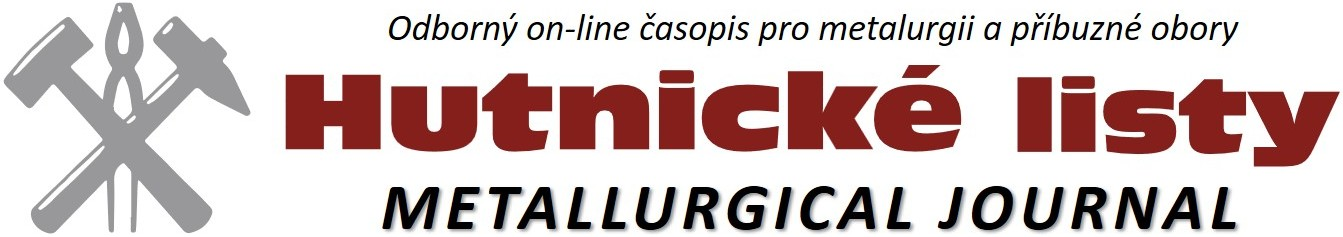 Odborný on-line časopis pro metalurgii a příbuzné obory
Hutnické listy
METALLURGICAL JOURNAL